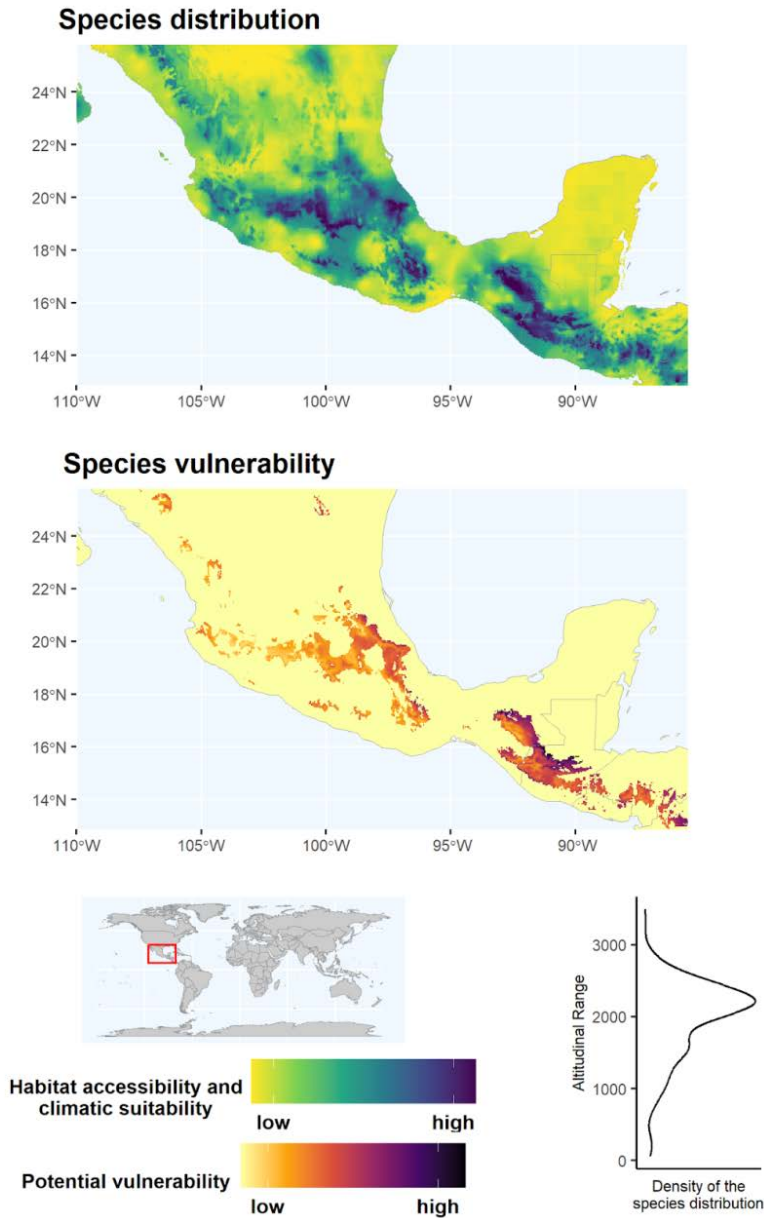 Species distribution
24°N
22°N
20°N
18°N
16°N
14°N
110°W 105°W 100°W 95°W 90°W
Species vulnerability
24°N
22°N
20°N
18°N
16°N
14°N
110°W 105°W 100°W 95°W 90°W
Habitat accessibility and
climatic suitability
low high
Potential vulnerability
low high
Altitudinal Range
3000
2000
1000
0
Density of the
species distribution